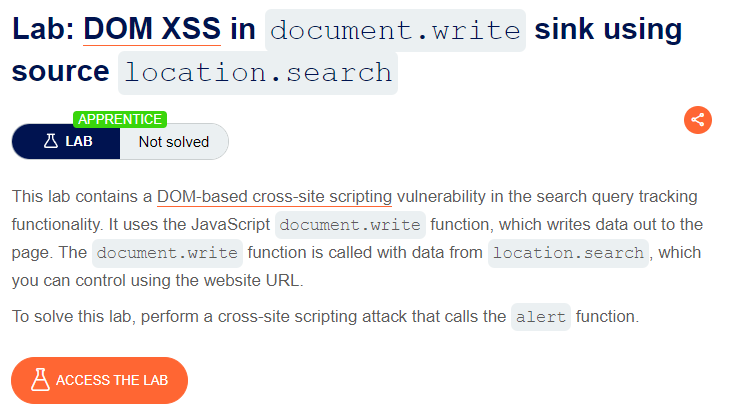 Lab: DOM XSS in document.write sink using
source location.search
APPRENTICE
LAB Not solved
This lab contains a DOM-based cross-site scripting vulnerability in the search query tracking
functionality. It uses the JavaScript document.write function, which writes data out to the
page. The document.write function is called with data from location.search, which
you can control using the website URL.
To solve this lab, perform a cross-site scripting attack that calls the alert function.
ACCESS THE LAB